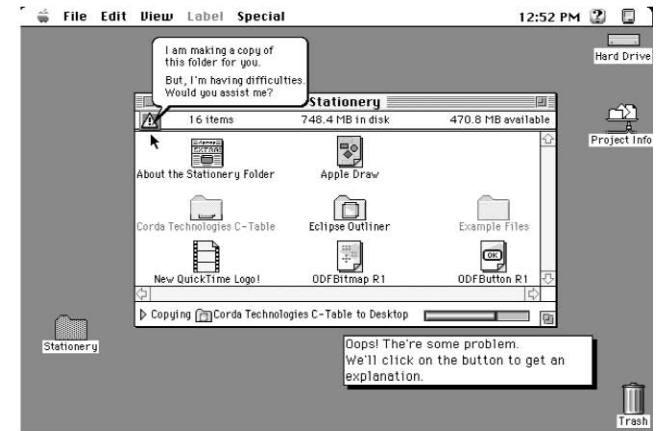 File Edit View Label Special 12:52 PM
I am making a copy of
this folder for you.
But, I'm having difficulties.
Would you assist me?
Hard Drive
Stationery
16 items 748.4 MB in disk 470.8 MB available
Project Info
About the Stationery Folder Apple Draw
Corda Technologies C-Table Eclipse Outliner Example Files
OK
New QuickTime Logo! ODFBitmap R1 ODFButton R1
Copying Corda Technologies C-Table to Desktop
Stationery
Oops! The're some problem.
We'll click on the button to get an
explanation.
Trash